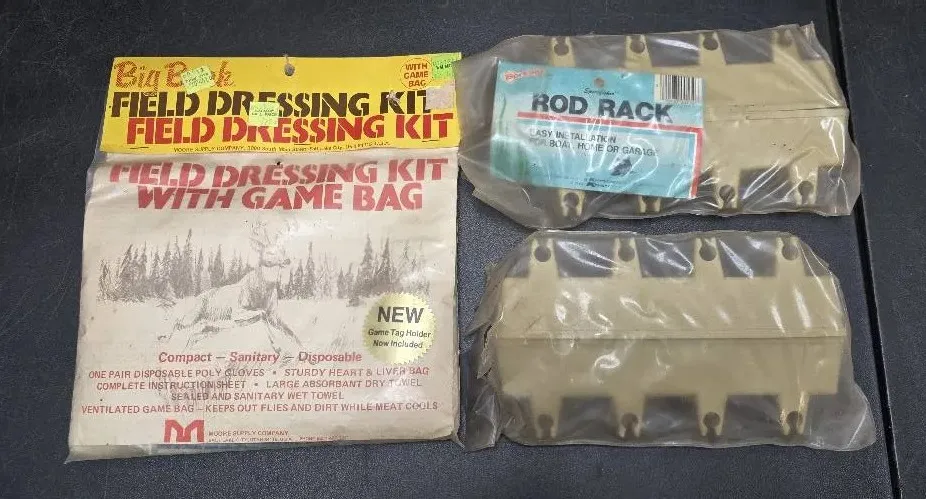 Big Buck
WITH
GAME
BAG
FIELD DRESSING KIT
FIELD DRESSING KIT
MOORE SUPPLY COMPANY,
FIELD DRESSING KIT
WITH GAME BAG
NEW
Game Tag Holder
Now Included
Compact — Sanitary — Disposable
ONE PAIR DISPOSABLE POLY GLOVES • STURDY HEART & LIVER BAG
COMPLETE INSTRUCTION SHEET • LARGE ABSORBANT DRY TOWEL
SEALED AND SANITARY WET TOWEL
VENTILATED GAME BAG — KEEPS OUT FLIES AND DIRT WHILE MEAT COOLS
MOORE SUPPLY COMPANY
ROD RACK
EASY INSTALLATION
FOR BOAT, HOME OR GARAGE